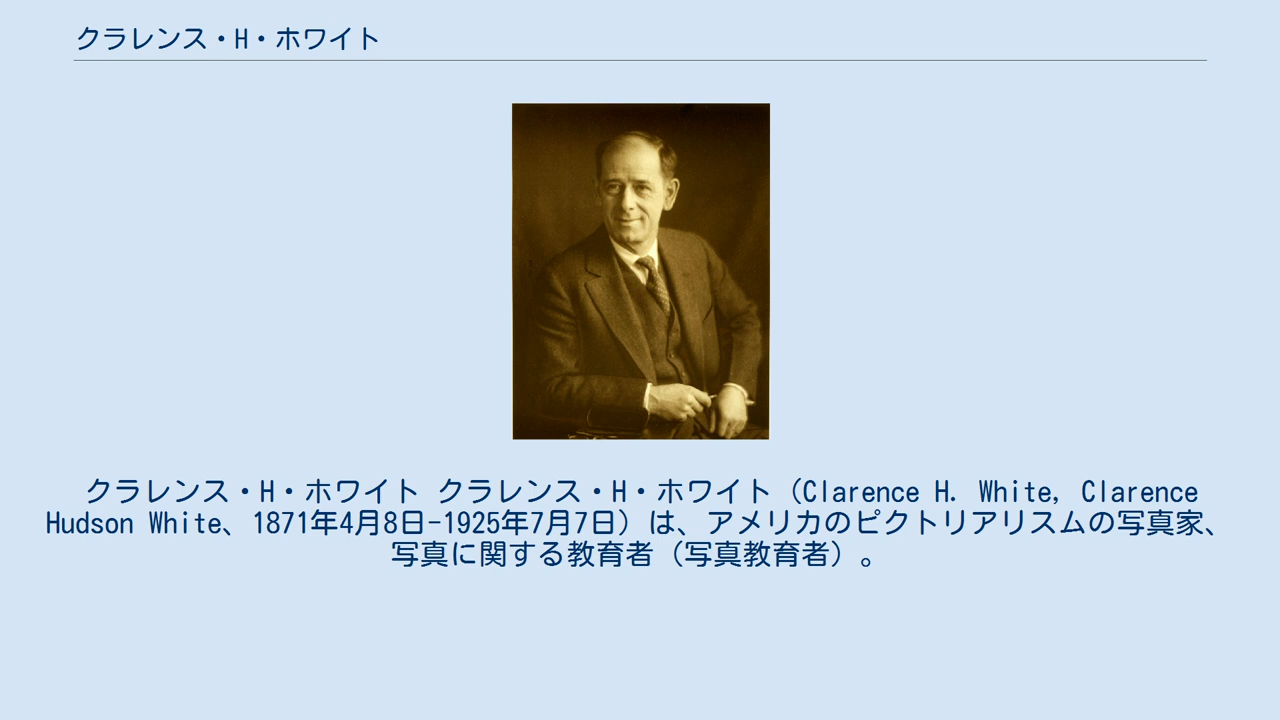 クラレンス・H・ホワイト
クラレンス・H・ホワイト クラレンス・H・ホワイト（Clarence H. White, Clarence
Hudson White、1871年4月8日-1925年7月7日）は、アメリカのピクトリアリスムの写真家、
写真に関する教育者（写真教育者）。